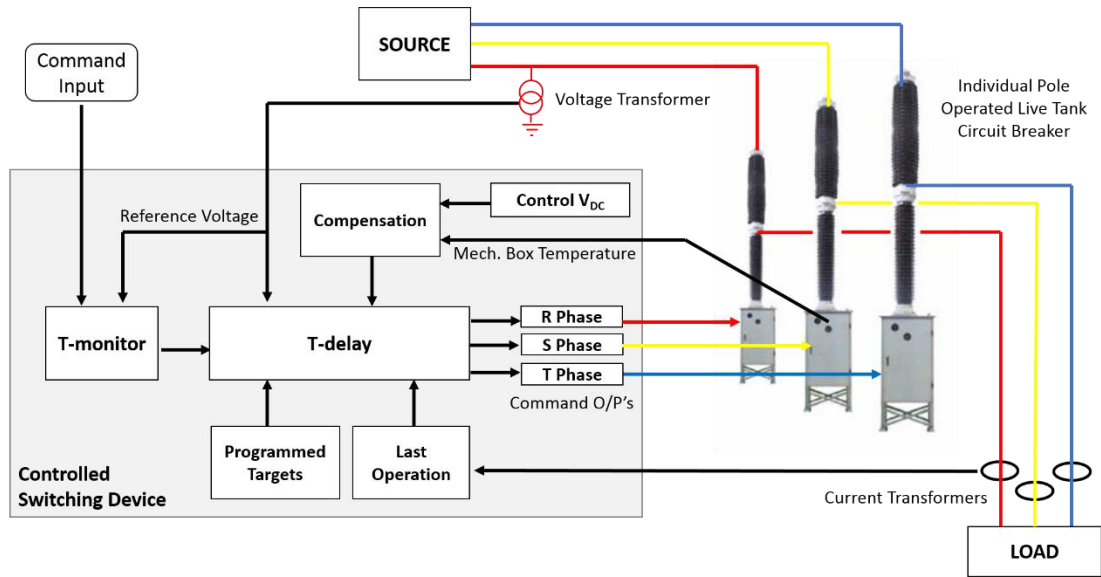 Command
Input
SOURCE
Voltage Transformer
Individual Pole
Operated Live Tank
Circuit Breaker
Reference Voltage
Compensation
Control VDC
Mech. Box Temperature
T-monitor
T-delay
R Phase
S Phase
T Phase
Command O/P's
Programmed
Targets
Last
Operation
Controlled
Switching Device
Current Transformers
LOAD